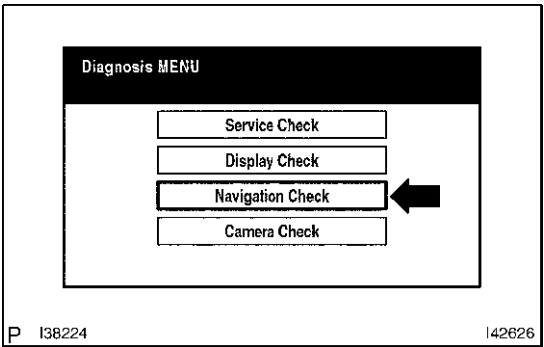 Diagnosis MENU
Service Check
Display Check
Navigation Check
Camera Check
P I38224 I42626